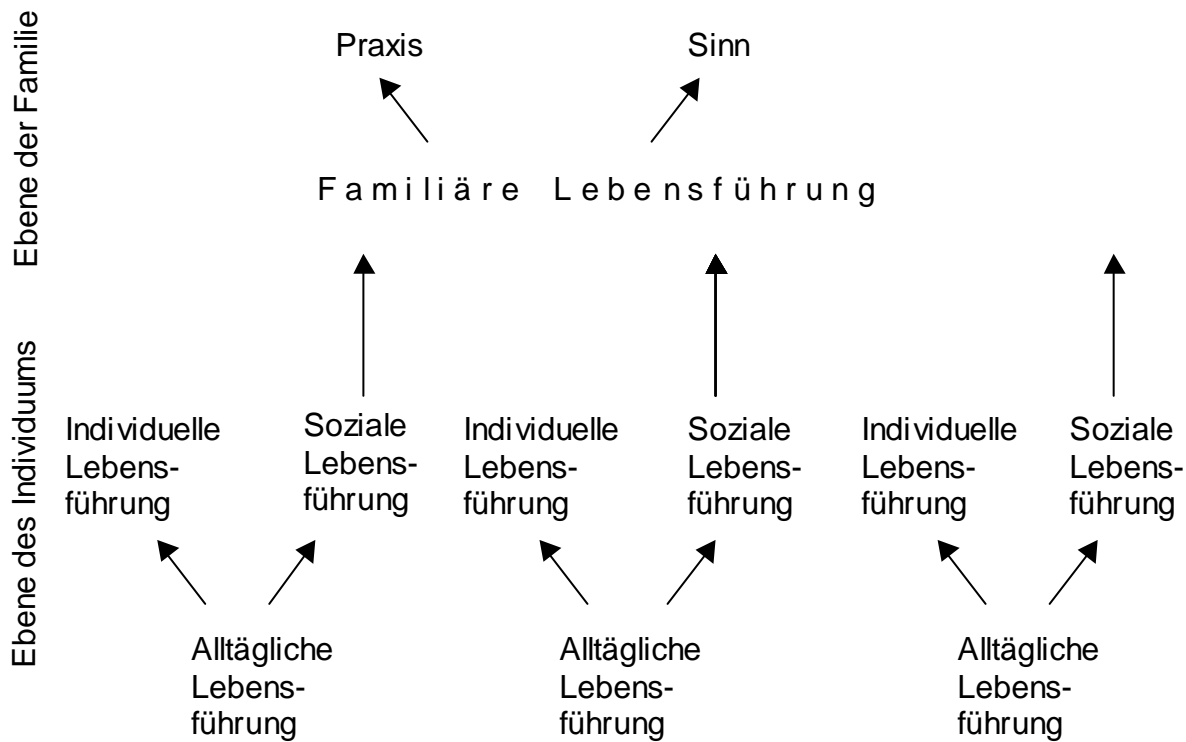 Ebene der Familie
Praxis
Sinn
Familiäre Lebensführung
Ebene des Individuums
Individuelle
Lebens-
führung
Soziale
Lebens-
führung
Individuelle
Lebens-
führung
Soziale
Lebens-
führung
Individuelle
Lebens-
führung
Soziale
Lebens-
führung
Alltägliche
Lebens-
führung
Alltägliche
Lebens-
führung
Alltägliche
Lebens-
führung